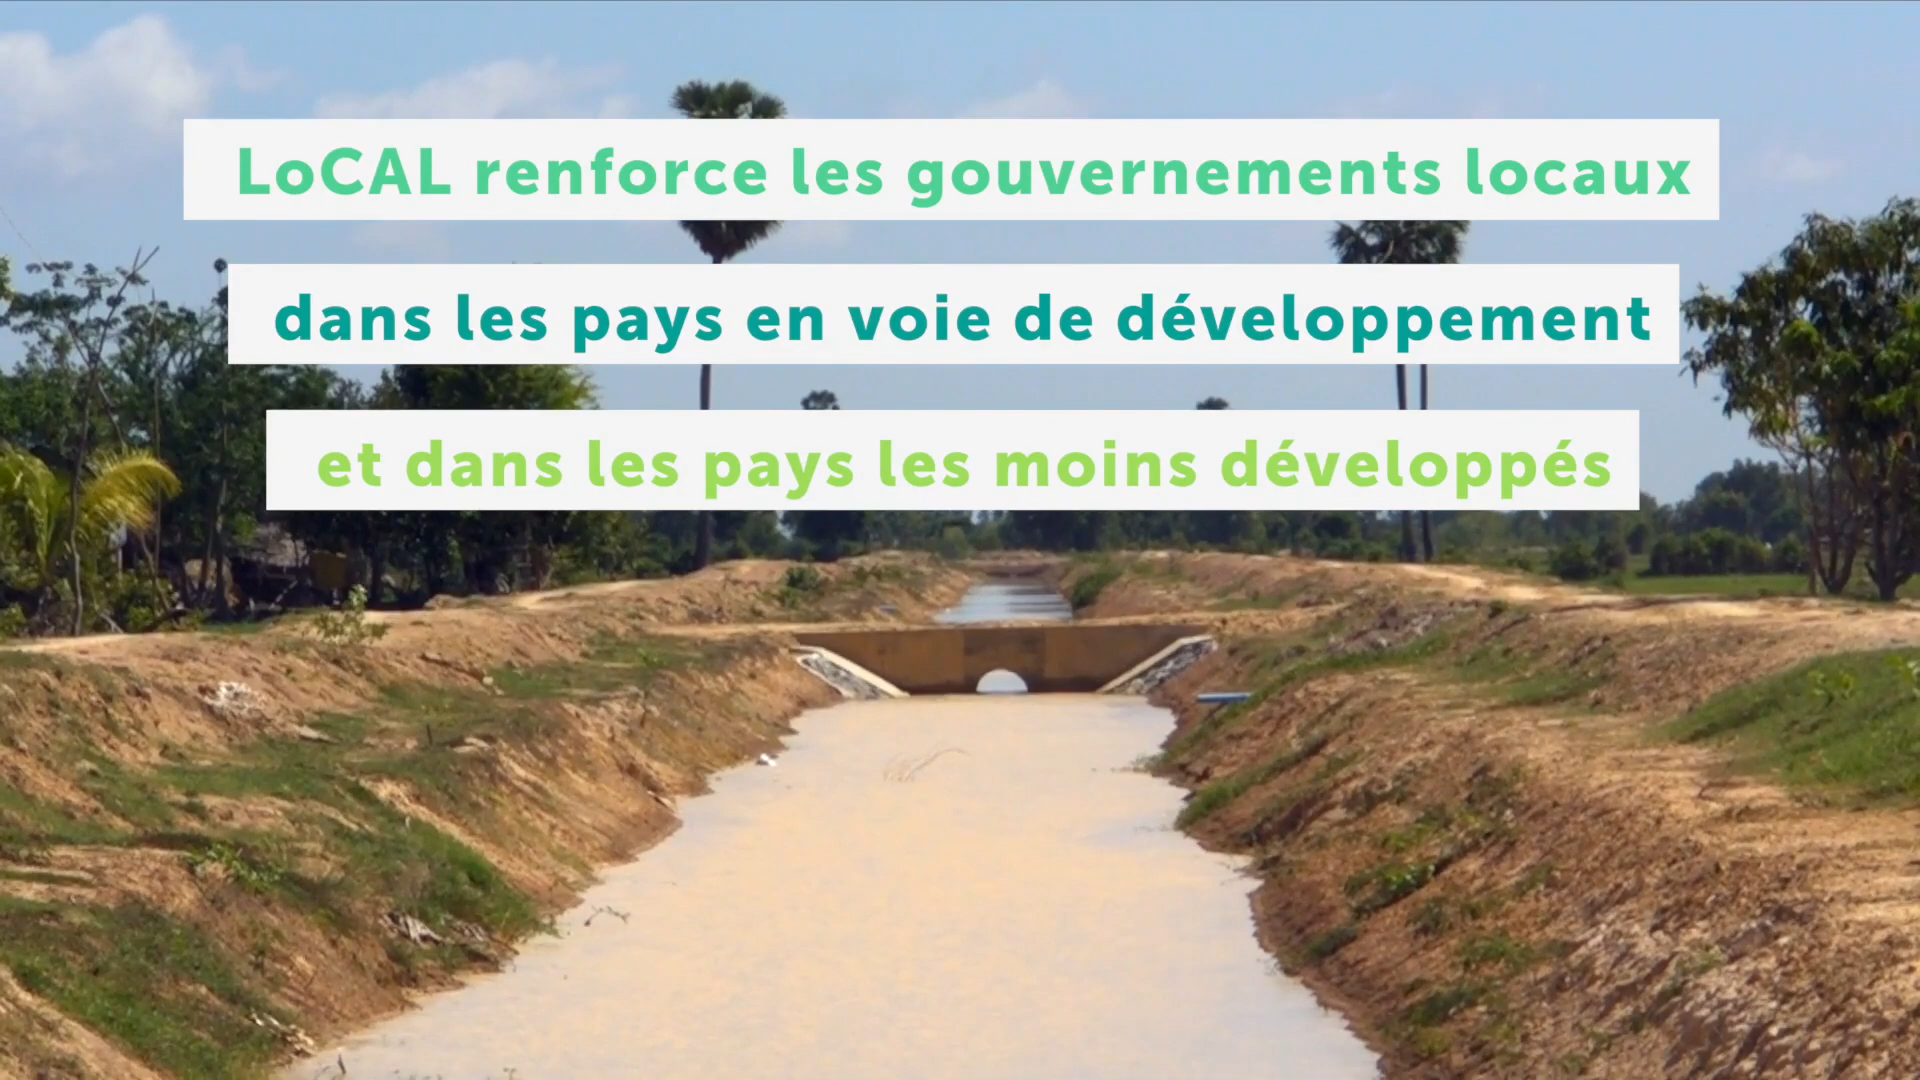 LoCAL renforce les gouvernements locaux
dans les pays en voie de développement
et dans les pays les moins développés